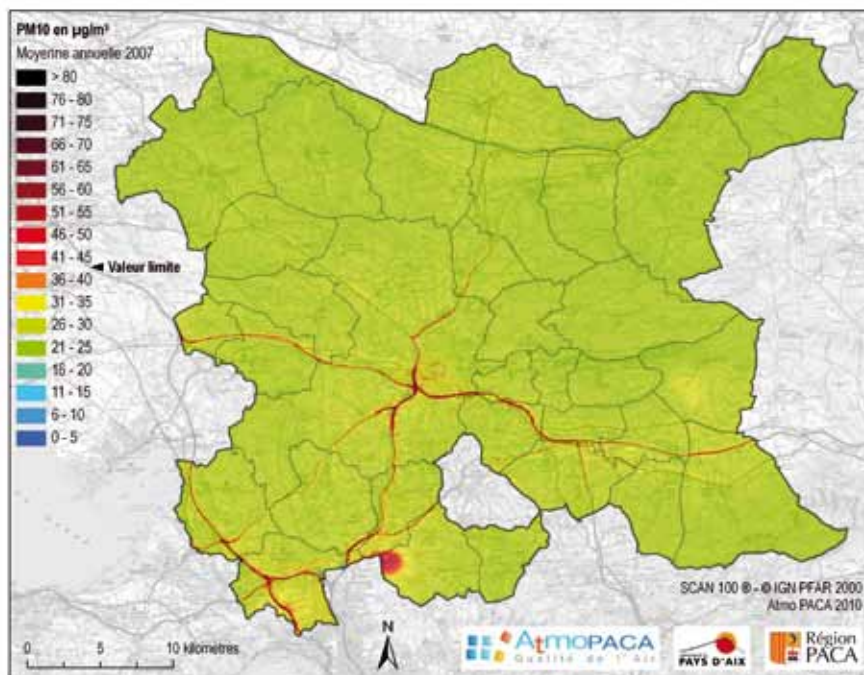 PM10 en µg/m³
Moyenne annuelle 2007
> 80
76 - 80
71 - 75
66 - 70
61 - 65
56 - 60
51 - 55
46 - 50
41 - 45
Valeur limite
36 - 40
31 - 35
26 - 30
21 - 25
16 - 20
11 - 15
6 - 10
0 - 5
SCAN 100 ® - © IGN PFAR 2000
Atmo PACA 2010
0 5 10 kilomètres
N
AtmoPACA
Qualité de l'Air
PAYS D'AIX
Région
PACA